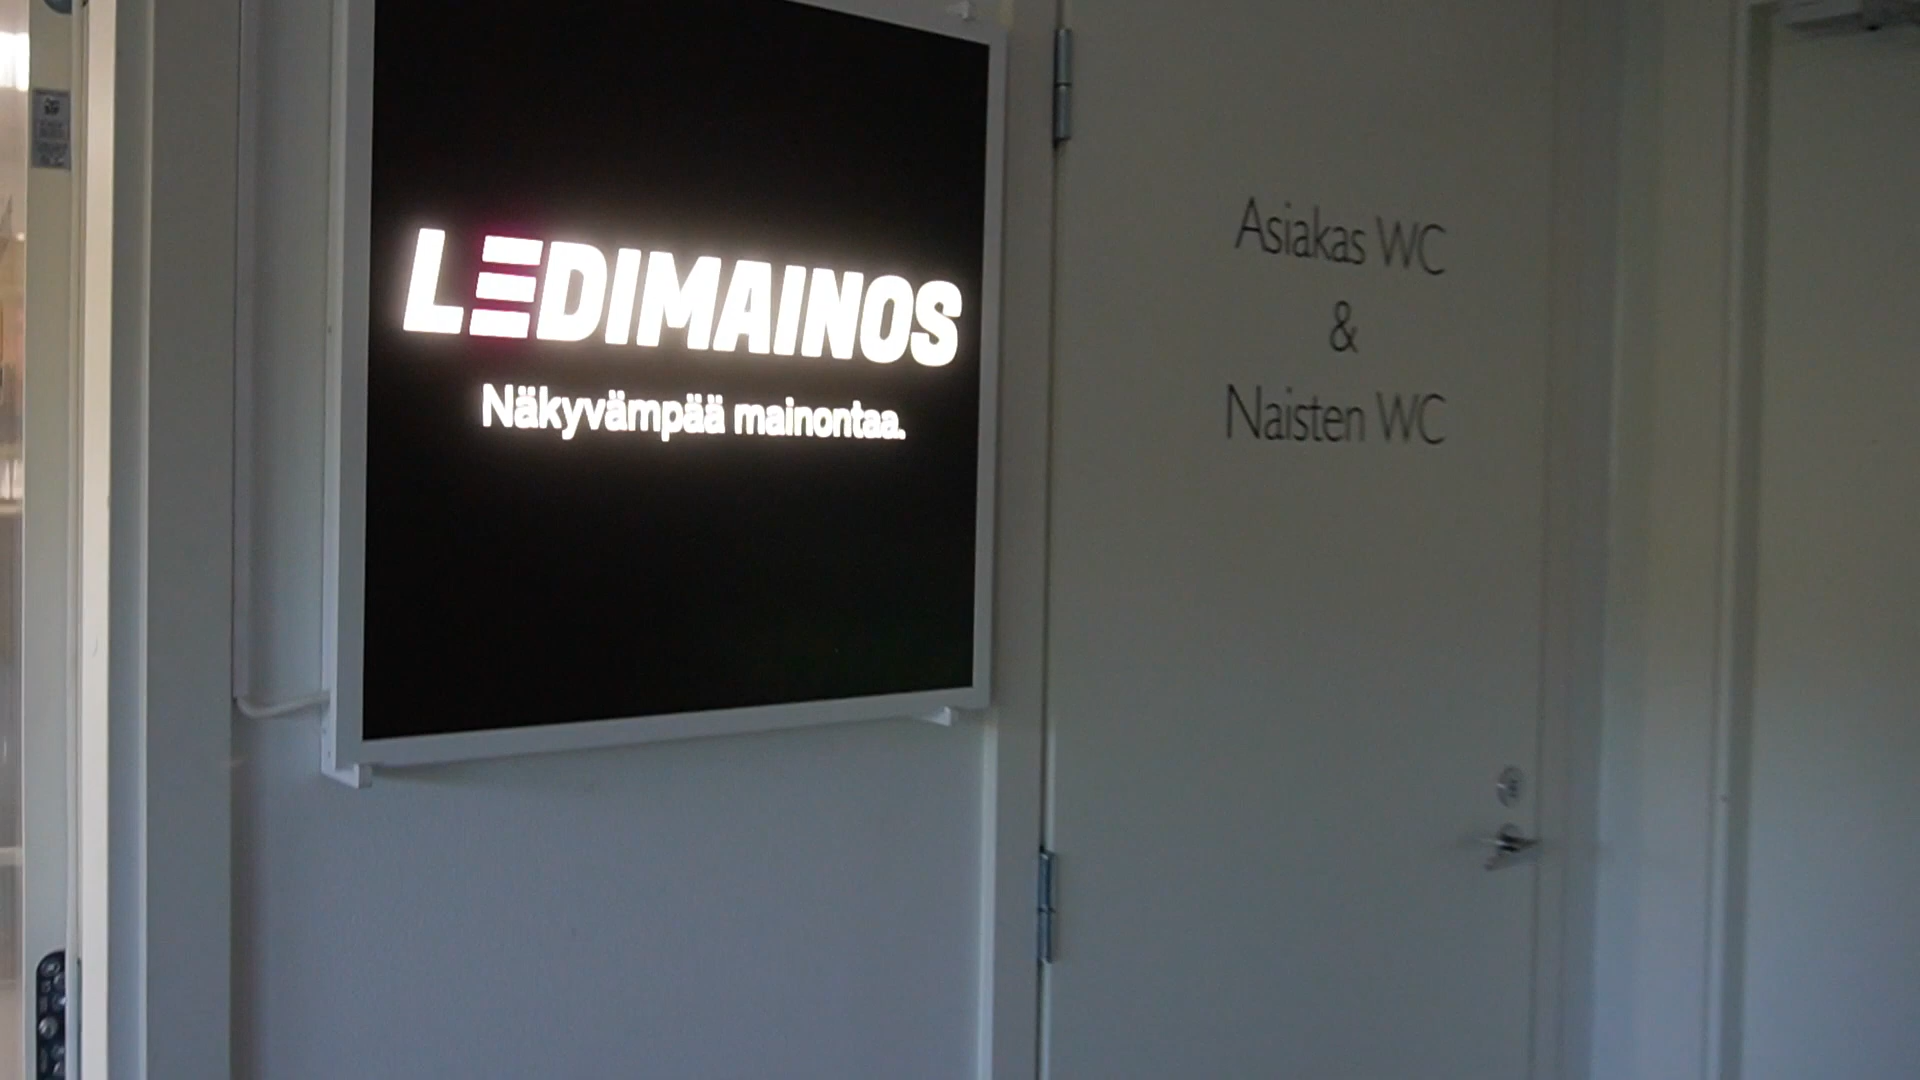 LEDIMAINOS
Näkyvämpää mainontaa.
Asiakas WC
&
Naisten WC